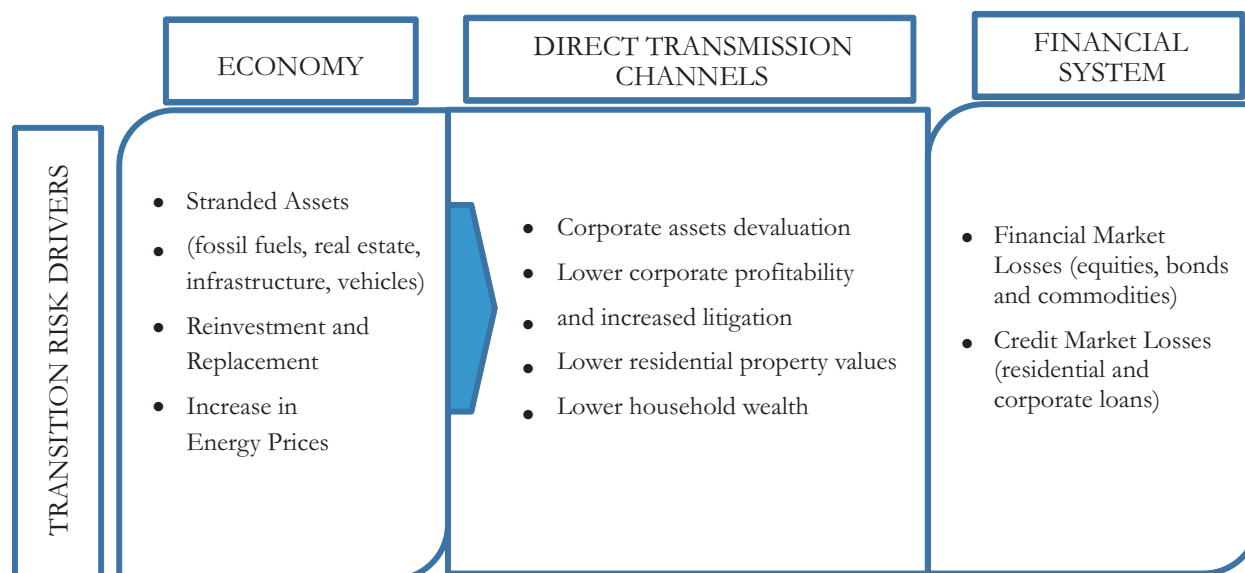 ECONOMY
DIRECT TRANSMISSION
CHANNELS
FINANCIAL
SYSTEM
TRANSITION RISK DRIVERS
• Stranded Assets
• (fossil fuels, real estate,
infrastructure, vehicles)
• Reinvestment and
Replacement
• Increase in
Energy Prices
• Corporate assets devaluation
• Lower corporate profitability
• and increased litigation
• Lower residential property values
• Lower household wealth
• Financial Market
Losses (equities, bonds
and commodities)
• Credit Market Losses
(residential and
corporate loans)